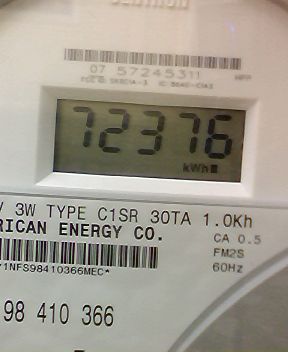 07 57245311
72376
kWh
V 3W TYPE C1SR 30TA 1.0Kh
RICAN ENERGY CO.
CA 0.5
FM2S
60Hz
Y1NFS98410366MEC*
98 410 366